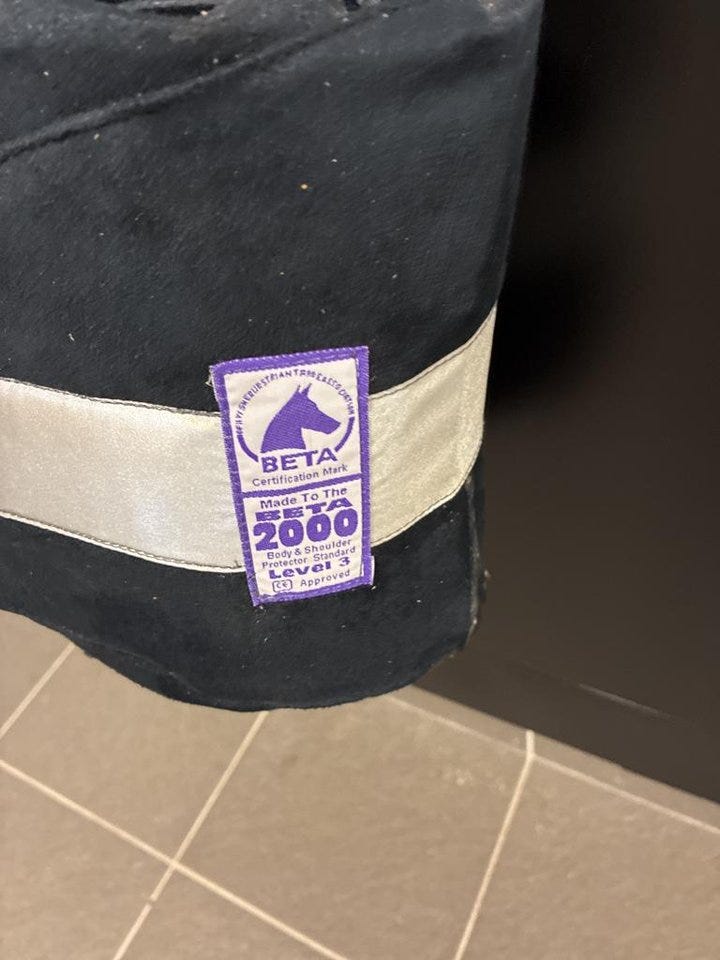 BETA
Certification Mark
Made To The
BETA
2000
Body & Shoulder
Protector Standard
Level 3
CE Approved